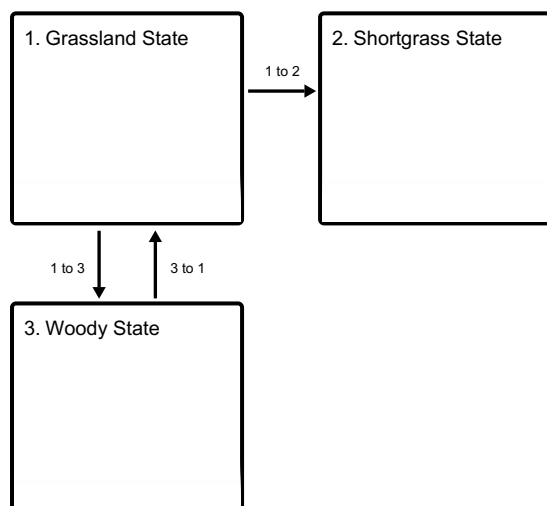 1. Grassland State
2. Shortgrass State
1 to 2
1 to 3
3 to 1
3. Woody State